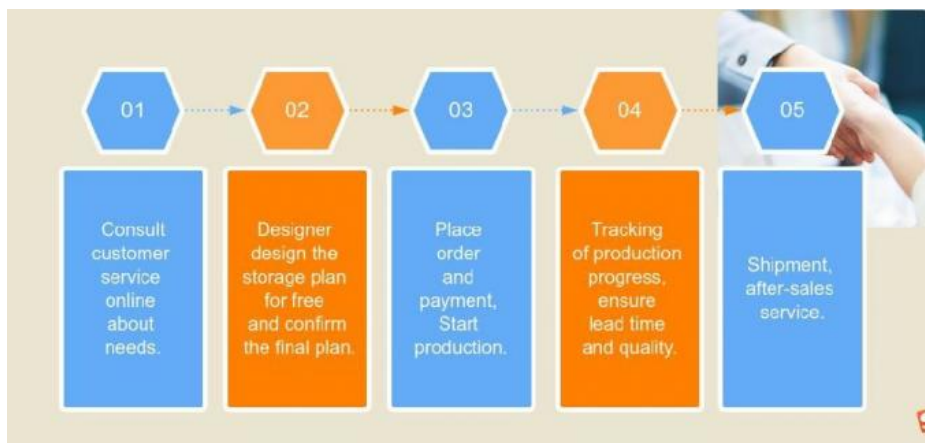 01
02
03
04
05
Consult
customer
service
online
about
needs.
Designer
design the
storage plan
for free
and confirm
the final plan.
Place
order
and
payment,
Start
production.
Tracking
of production
progress,
ensure
lead time
and quality.
Shipment,
after-sales
service.